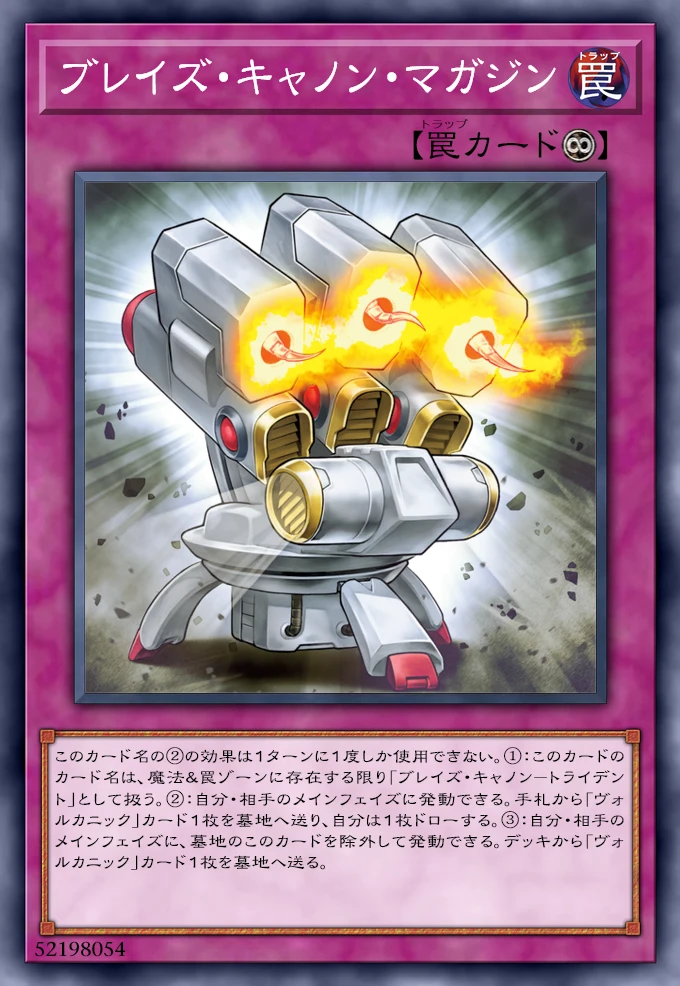 ブレイズ・キャノン・マガジン
トラップ
罠
トラップ
【罠カード♾】
このカード名の②の効果は1ターンに1度しか使用できない。①:このカードの
カード名は、魔法&罠ゾーンに存在する限り「ブレイズ・キャノン―トライデン
ト」として扱う。②:自分・相手のメインフェイズに発動できる。手札から「ヴォ
ルカニック」カード1枚を墓地へ送り、自分は1枚ドローする。③:自分・相手の
メインフェイズに、墓地のこのカードを除外して発動できる。デッキから「ヴォ
ルカニック」カード1枚を墓地へ送る。
52198054